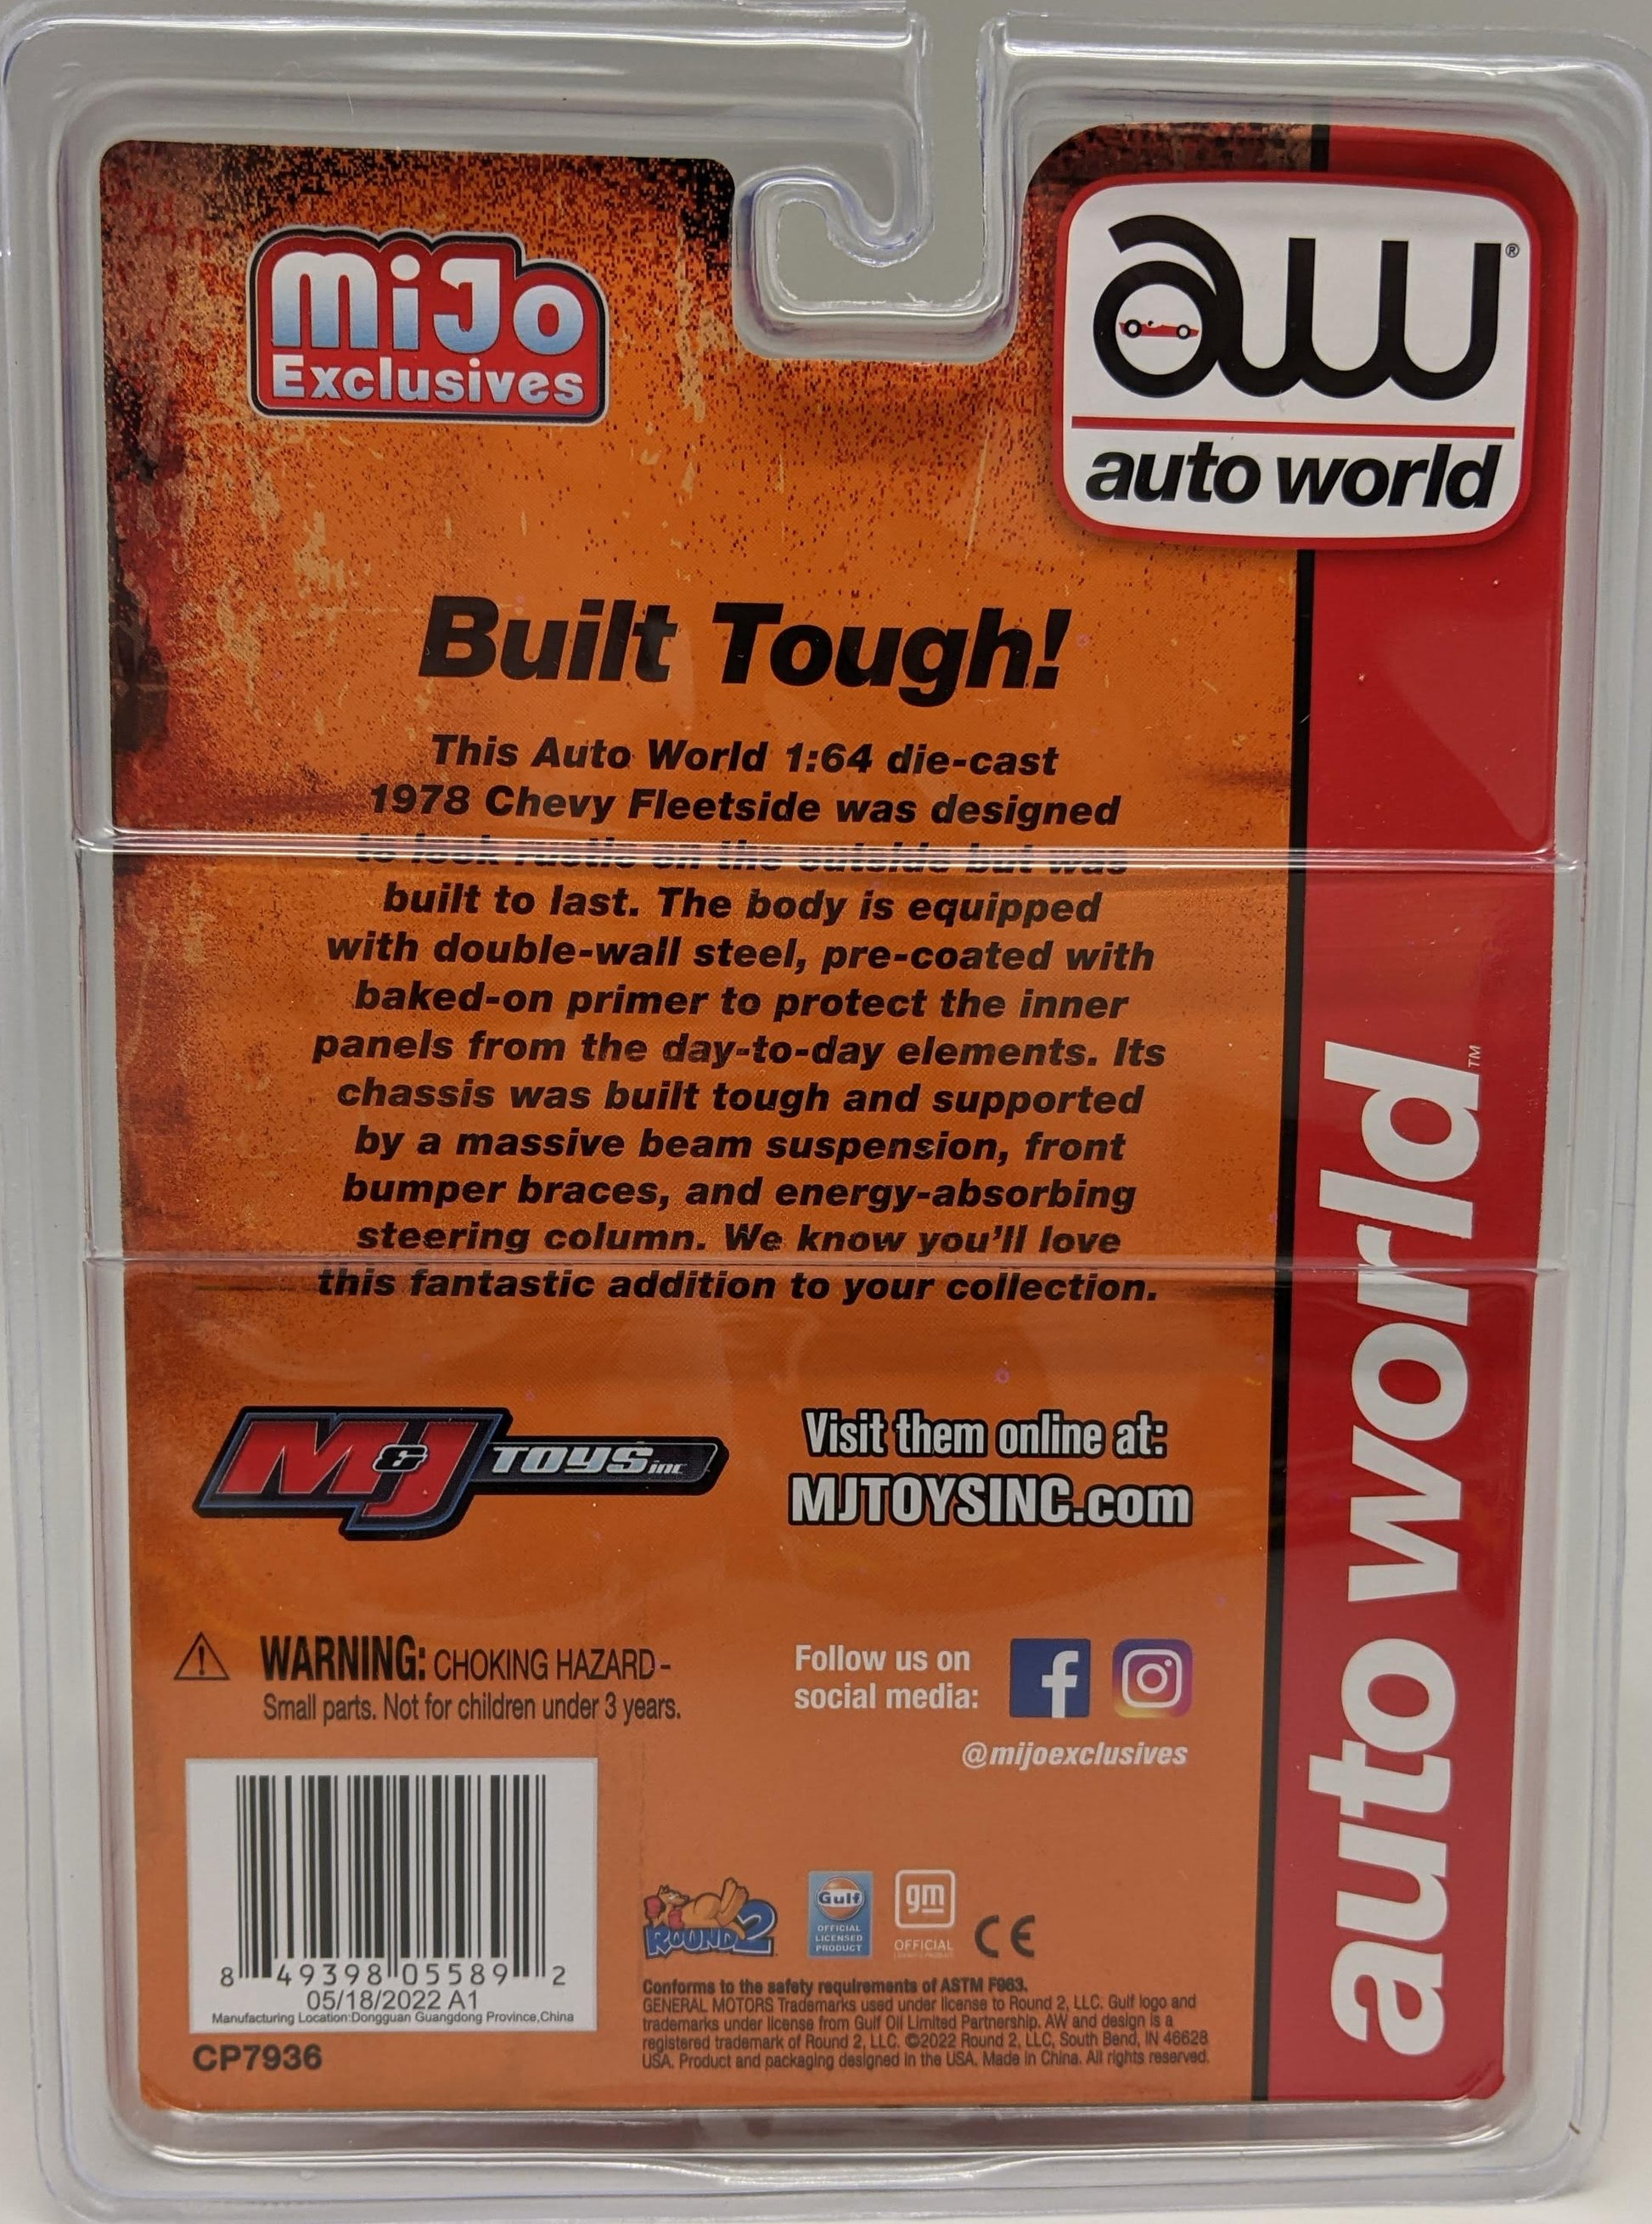 miJo
Exclusives
aw®
auto world
Built Tough!
This Auto World 1:64 die-cast
1978 Chevy Fleetside was designed
to look rustic on the outside but was
built to last. The body is equipped
with double-wall steel, pre-coated with
baked-on primer to protect the inner
panels from the day-to-day elements. Its
chassis was built tough and supported
by a massive beam suspension, front
bumper braces, and energy-absorbing
steering column. We know you'll love
this fantastic addition to your collection.
auto world™
M&J TOYS inc
Visit them online at:
MJTOYSINC.com
WARNING: CHOKING HAZARD-
Small parts. Not for children under 3 years.
Follow us on
social media:
@mijoexclusives
8 49398 05589 2
05/18/2022 A1
Manufacturing Location:Dongguan Guangdong Province,China
CP7936
ROUND 2
Gulf
OFFICIAL
LICENSED
PRODUCT
gm
OFFICIAL
CE
Conforms to the safety requirements of ASTM F963.
GENERAL MOTORS Trademarks used under license to Round 2, LLC. Gulf logo and
trademarks under license from Gulf Oil Limited Partnership. AW and design is a
registered trademark of Round 2, LLC. ©2022 Round 2, LLC, South Bend, IN 46628
USA. Product and packaging designed in the USA. Made in China. All rights reserved.